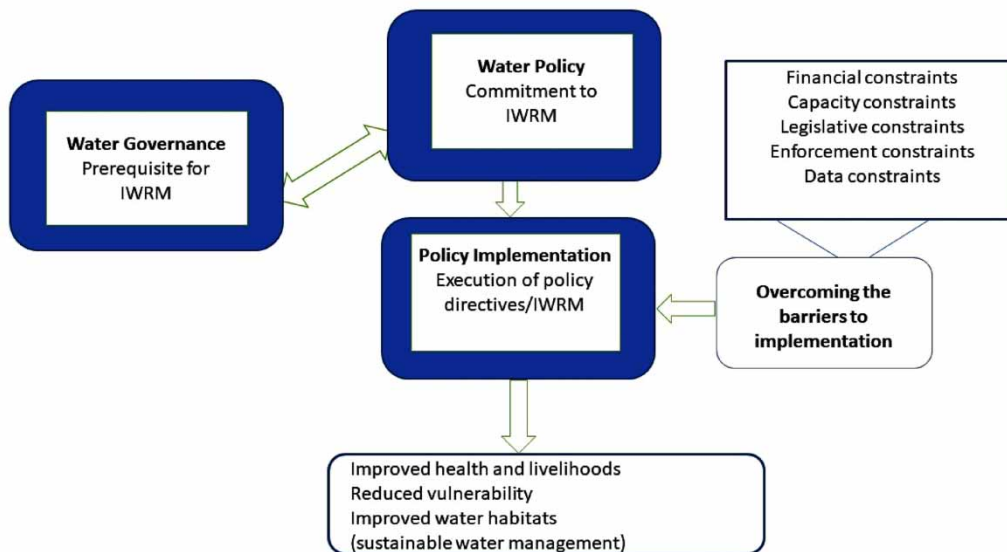 Water Policy
Commitment to
IWRM
Water Governance
Prerequisite for
IWRM
Financial constraints
Capacity constraints
Legislative constraints
Enforcement constraints
Data constraints
Policy Implementation
Execution of policy
directives/IWRM
Overcoming the
barriers to
implementation
Improved health and livelihoods
Reduced vulnerability
Improved water habitats
(sustainable water management)